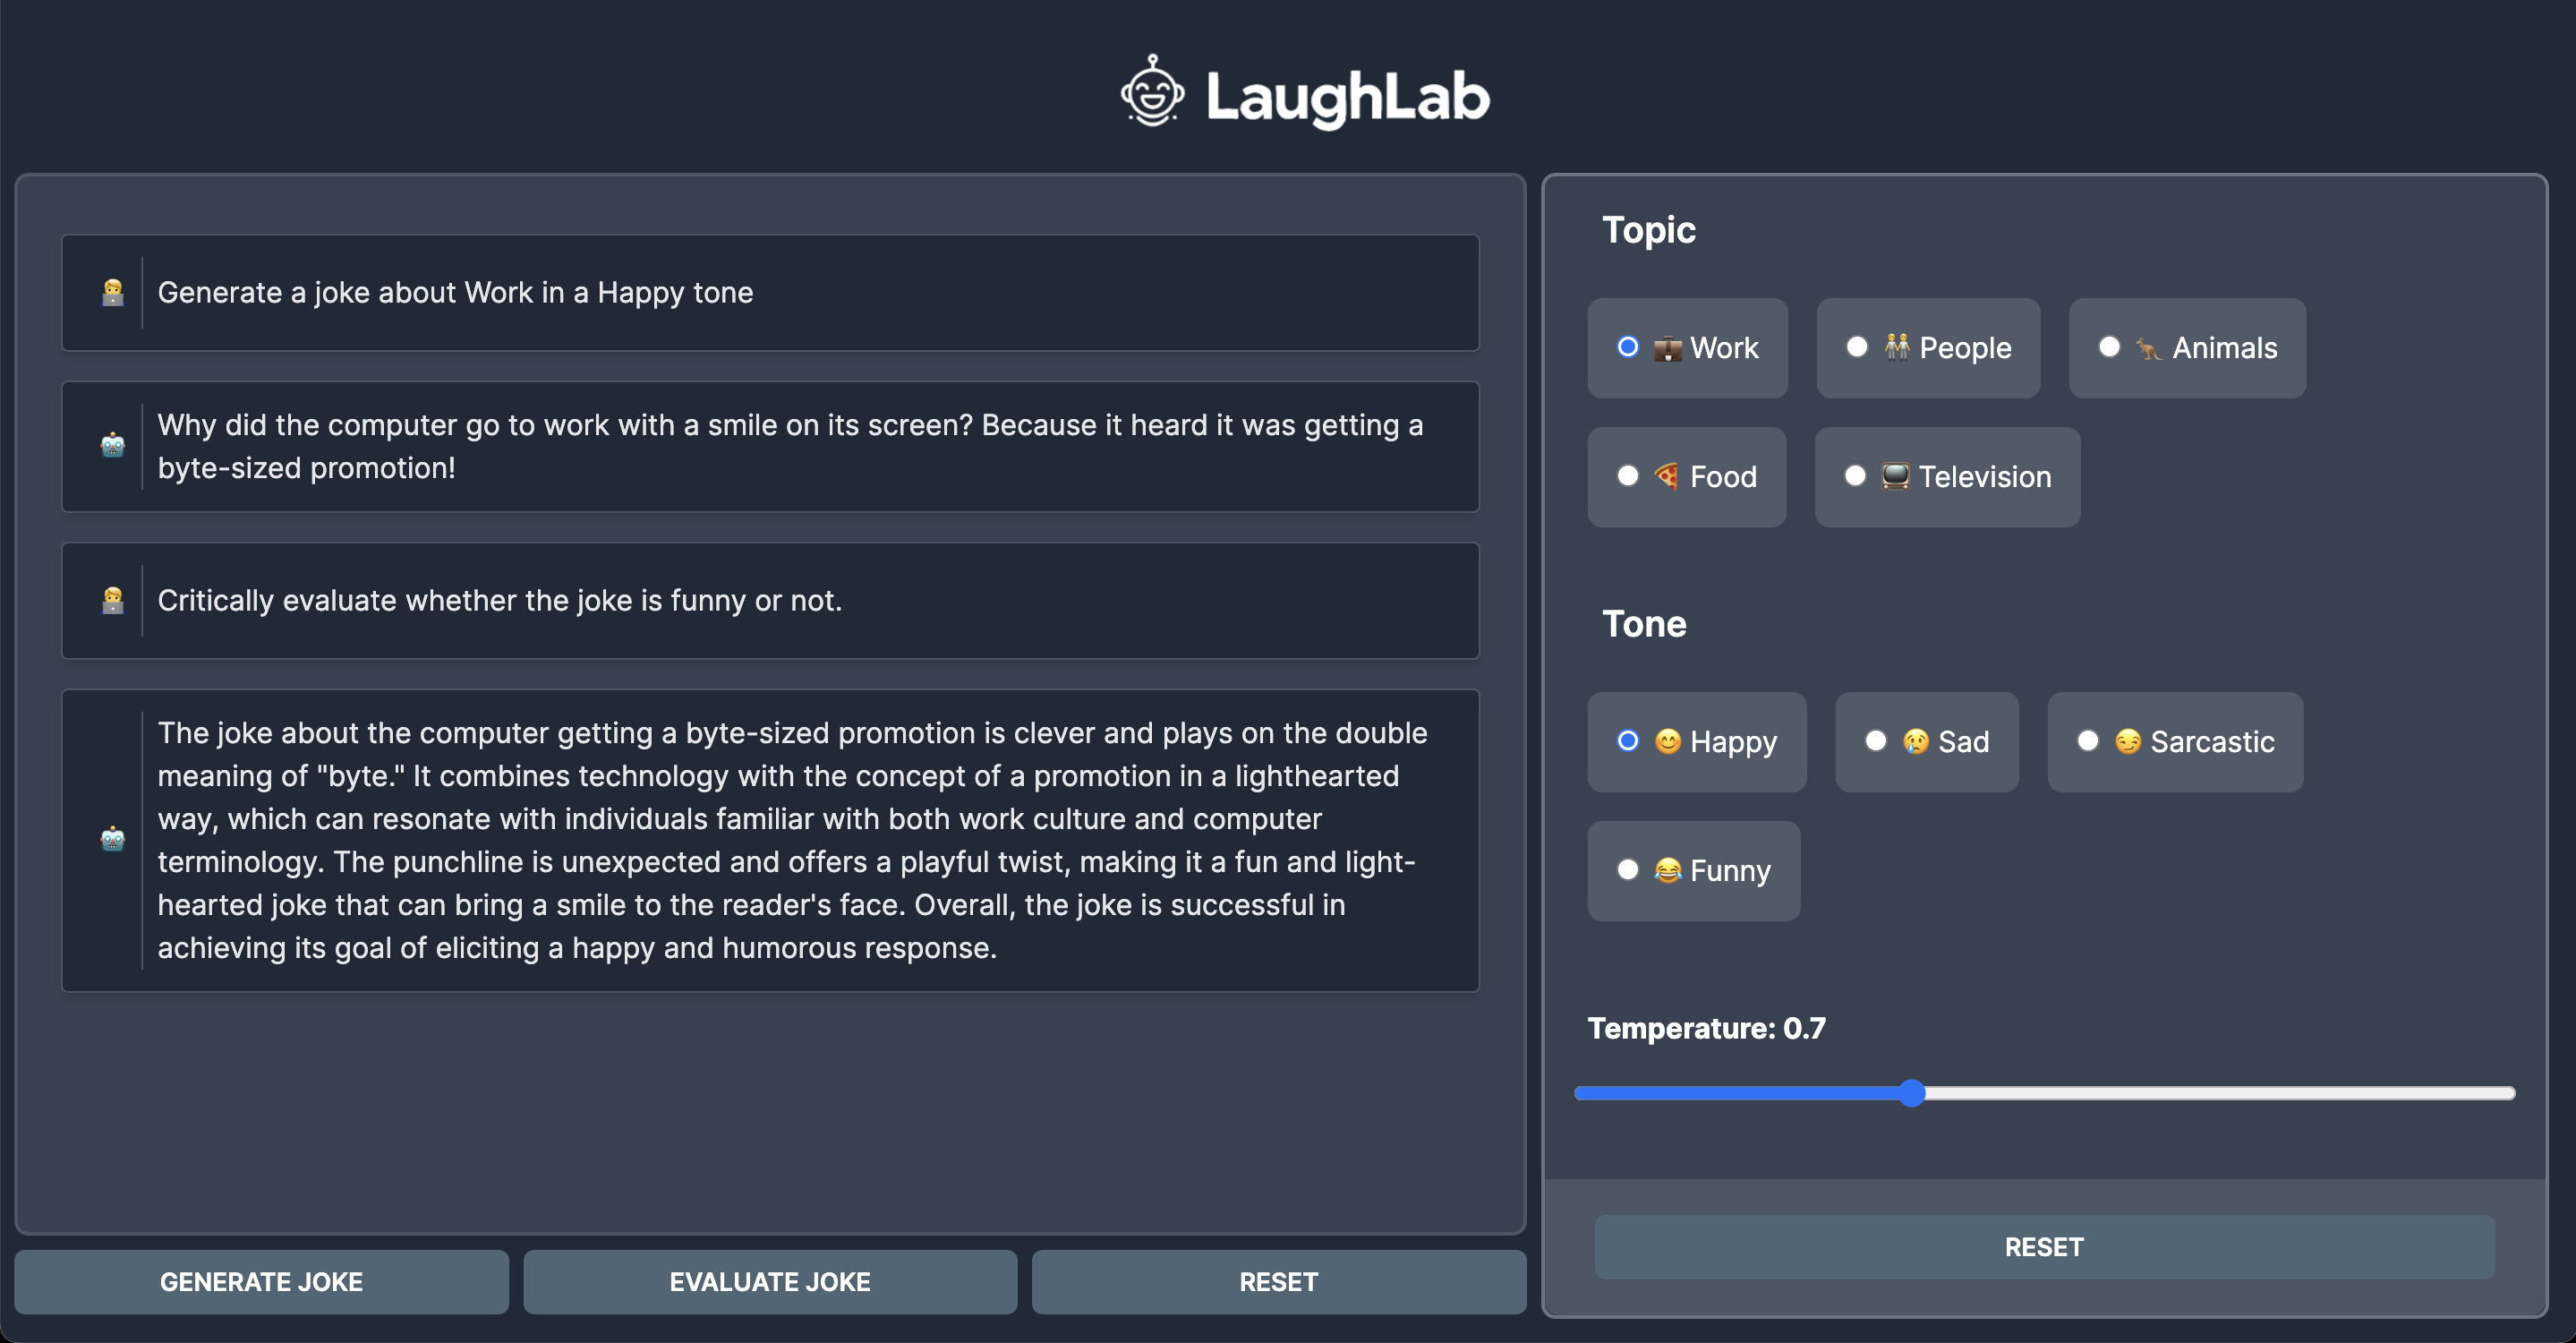 LaughLab
Generate a joke about Work in a Happy tone
Why did the computer go to work with a smile on its screen? Because it heard it was getting a
byte-sized promotion!
Critically evaluate whether the joke is funny or not.
The joke about the computer getting a byte-sized promotion is clever and plays on the double
meaning of "byte." It combines technology with the concept of a promotion in a lighthearted
way, which can resonate with individuals familiar with both work culture and computer
terminology. The punchline is unexpected and offers a playful twist, making it a fun and light-
hearted joke that can bring a smile to the reader's face. Overall, the joke is successful in
achieving its goal of eliciting a happy and humorous response.
GENERATE JOKE
EVALUATE JOKE
RESET
Topic
Work
People
Animals
Food
Television
Tone
Happy
Sad
Sarcastic
Funny
Temperature: 0.7
RESET